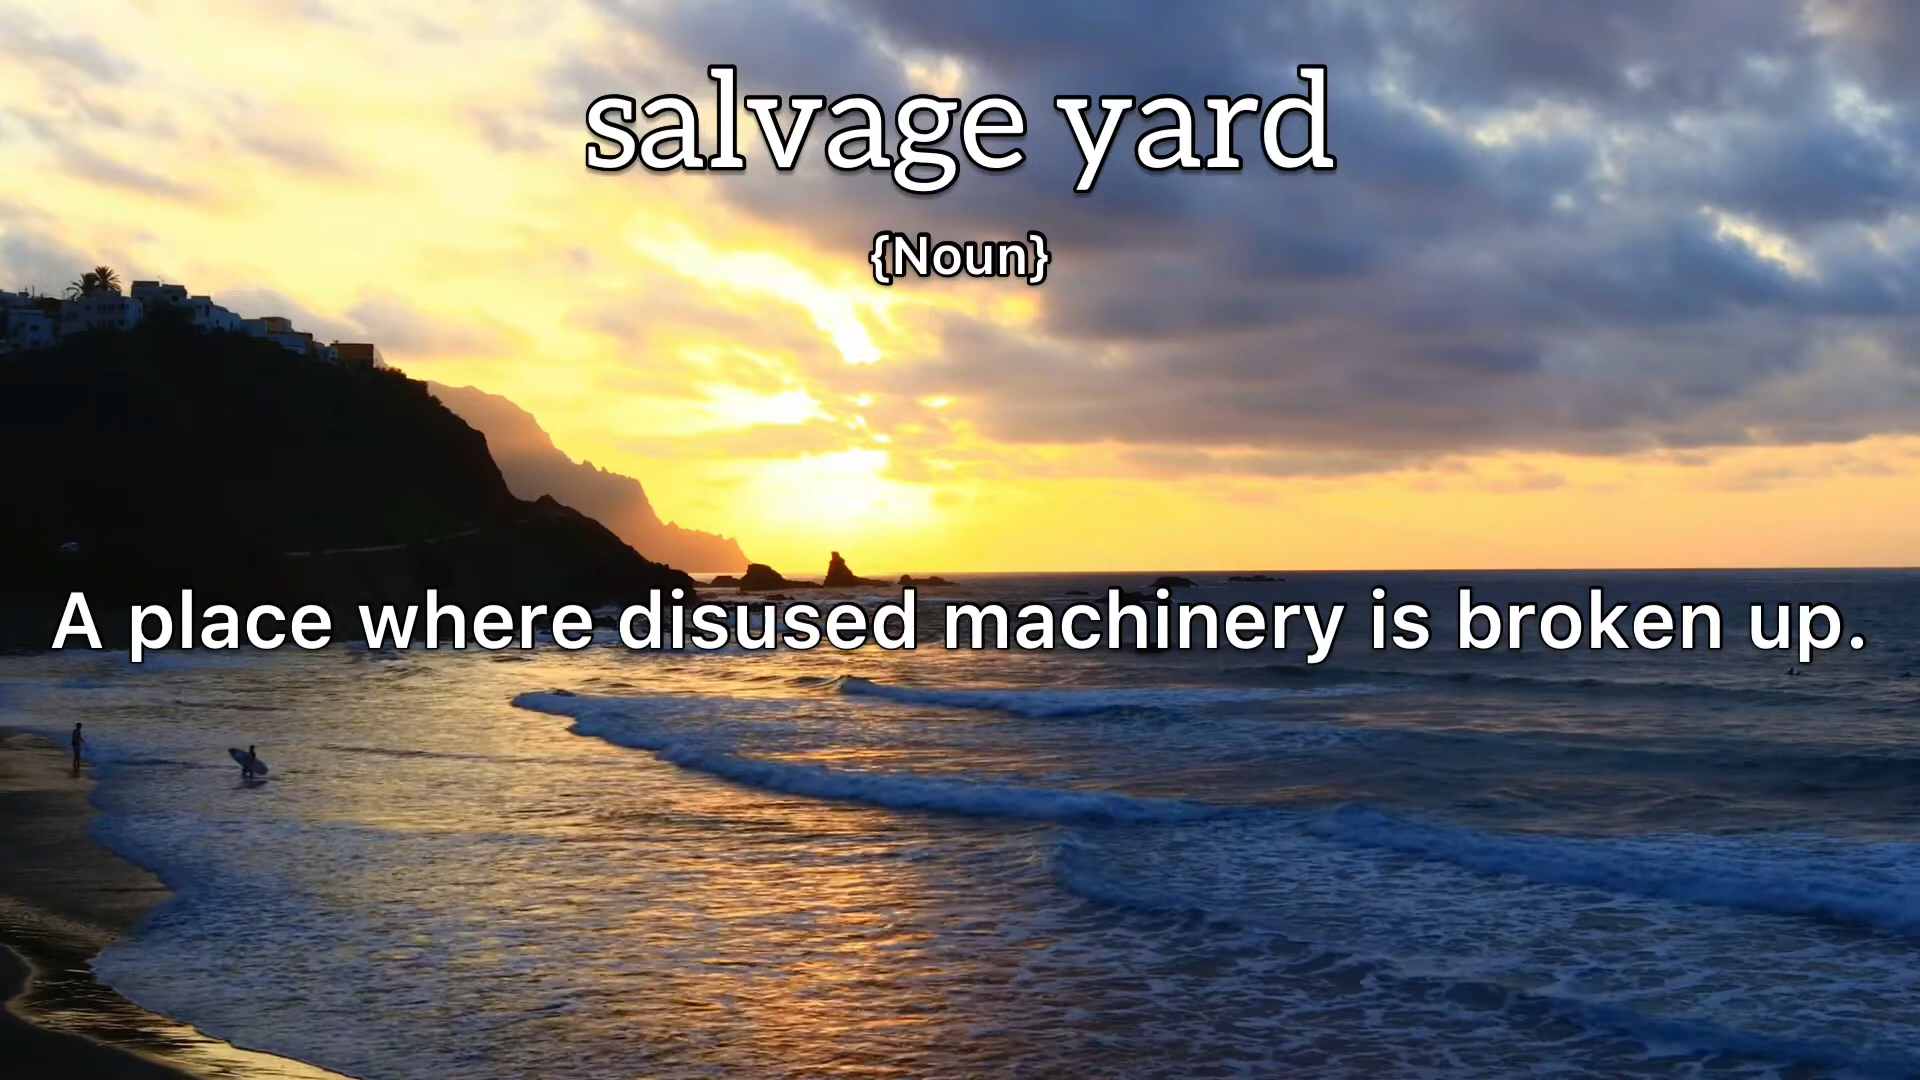 salvage yard
{Noun}
A place where disused machinery is broken up.